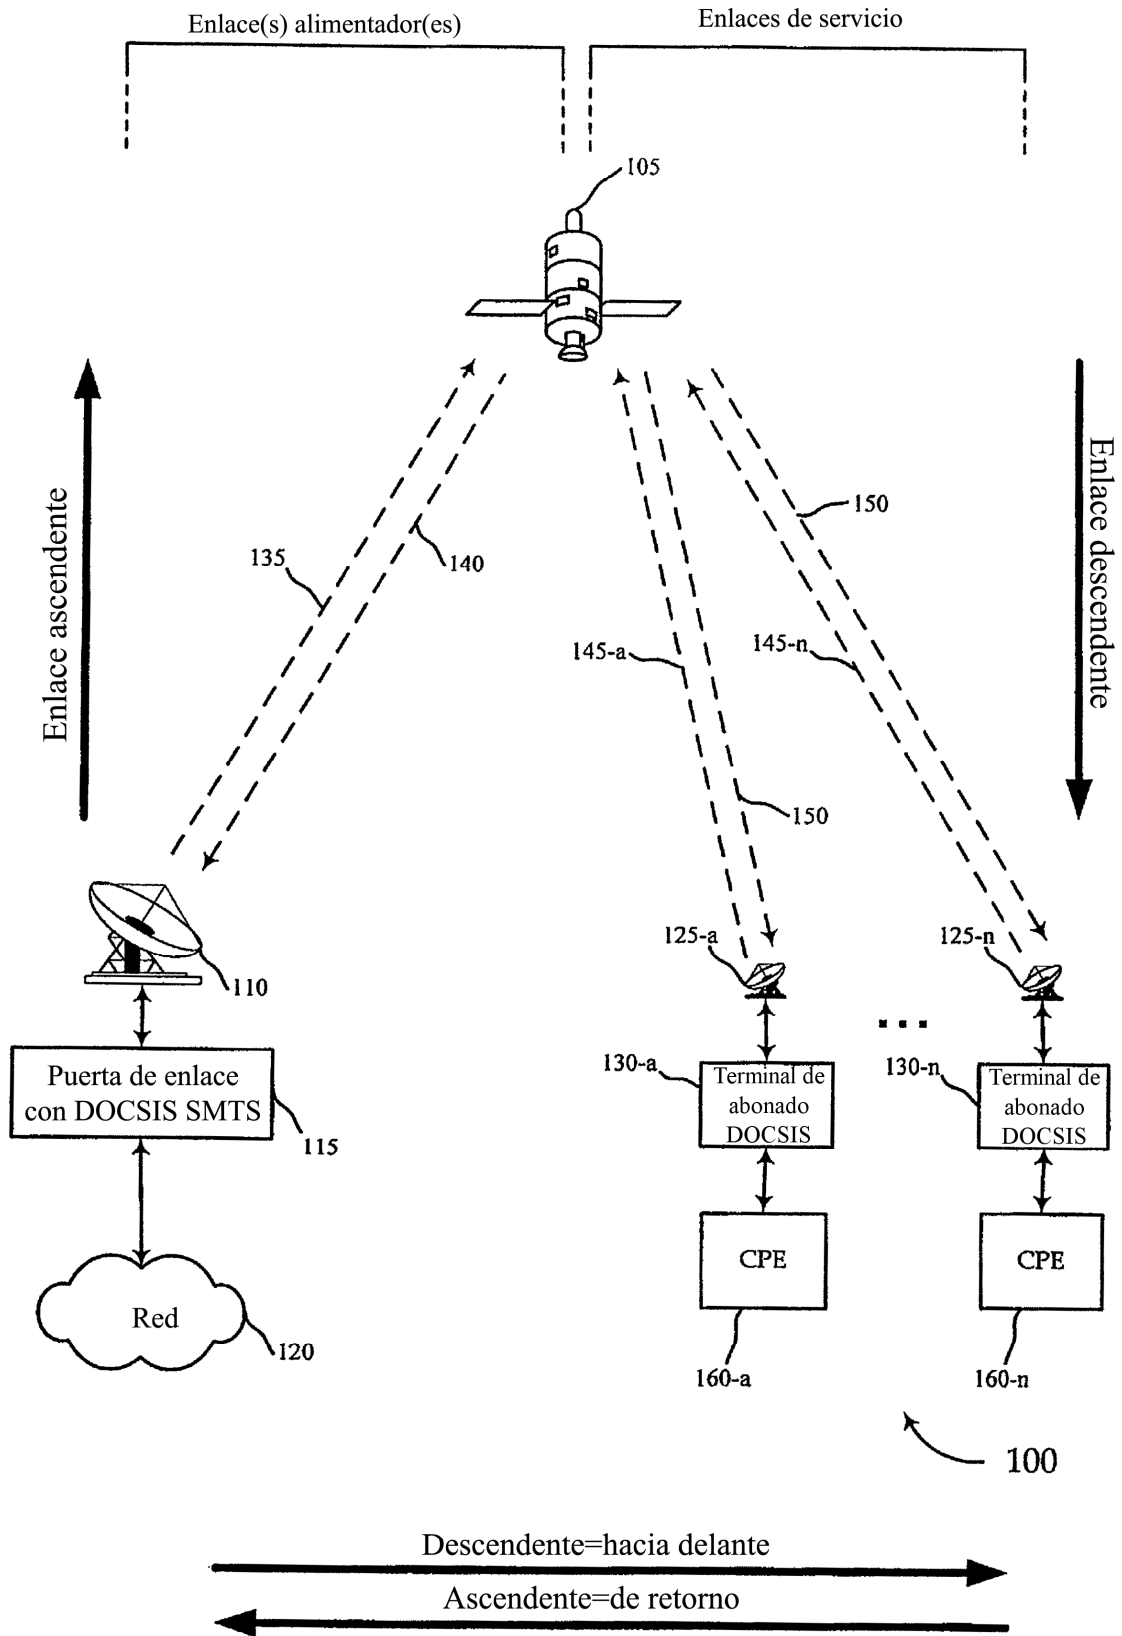 Enlace(s) alimentador(es)
Enlaces de servicio
105
Enlace ascendente
Enlace descendente
150
135
140
145-a
145-n
150
125-a
125-n
110
130-a
130-n
Puerta de enlace
con DOCSIS SMTS
115
Terminal de
abonado
DOCSIS
Terminal de
abonado
DOCSIS
CPE
CPE
Red
120
160-a
160-n
100
Descendente=hacia delante
Ascendente=de retorno